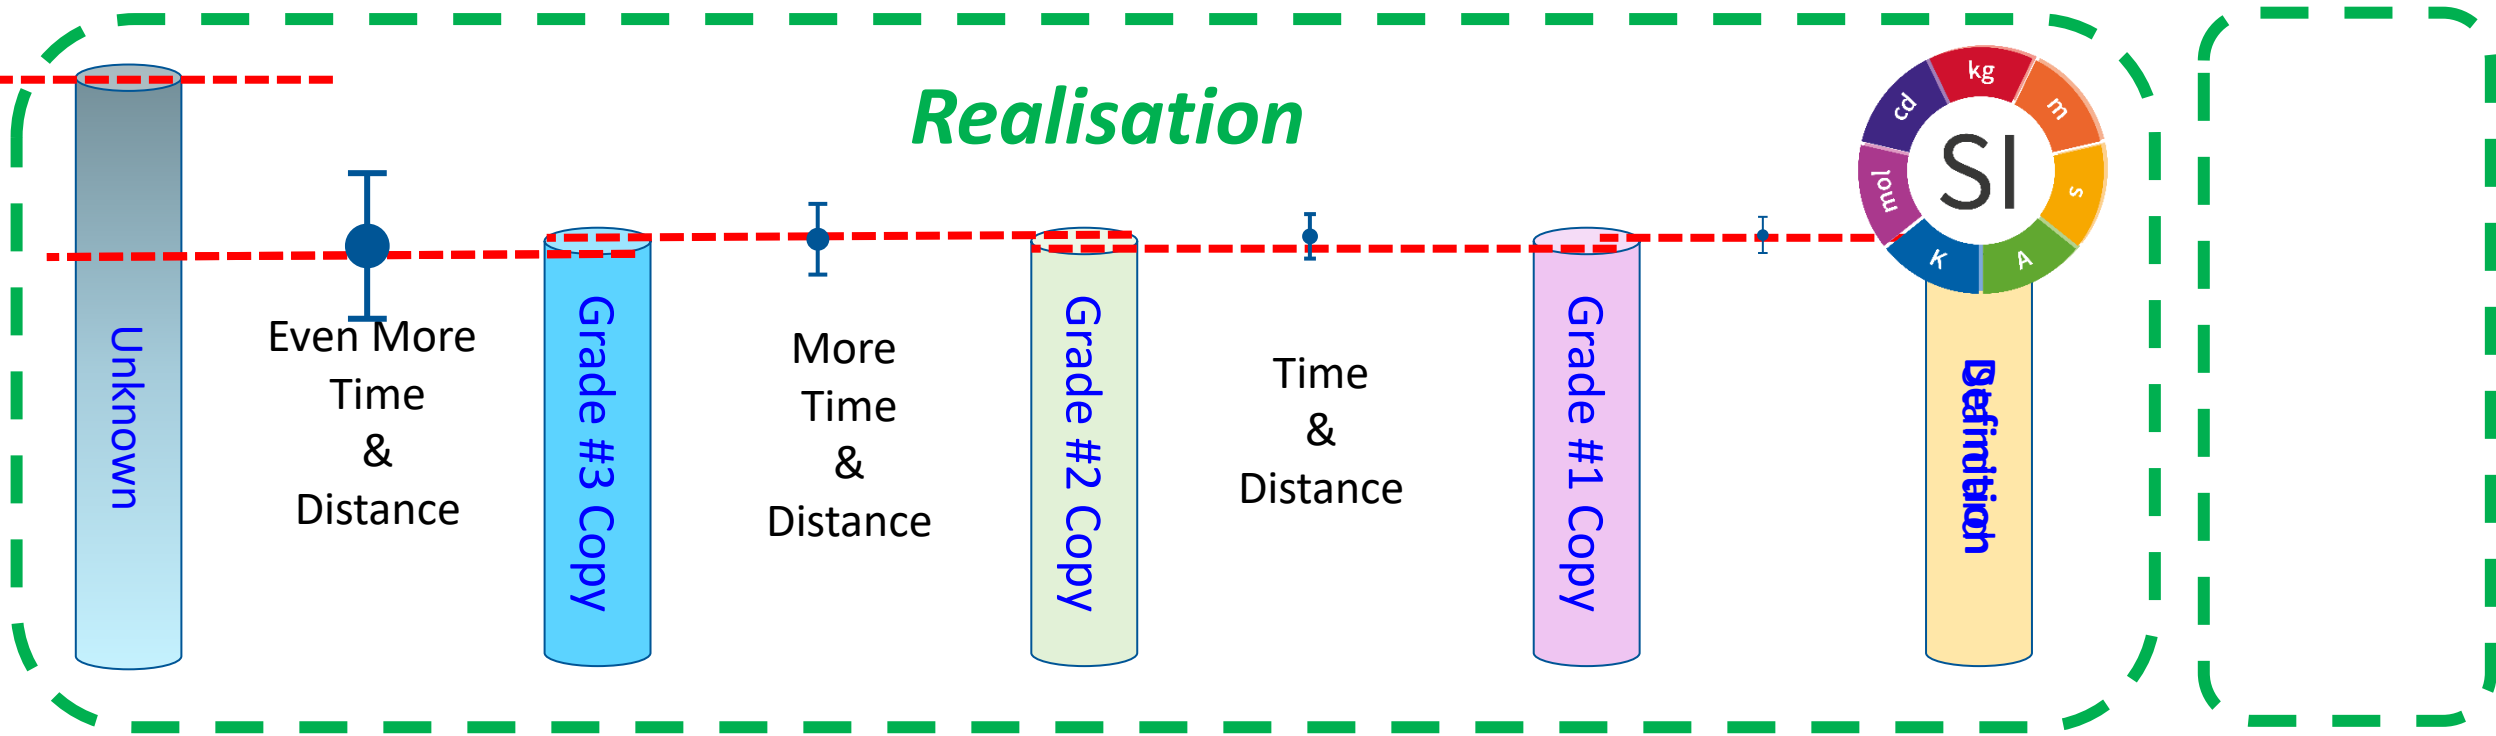 Realisation
Unknown
Even More
Time
&
Distance
Grade #3 Copy
More
Time
&
Distance
Grade #2 Copy
Time
&
Distance
Grade #1 Copy
SI
kg
m
s
A
K
mol
cd